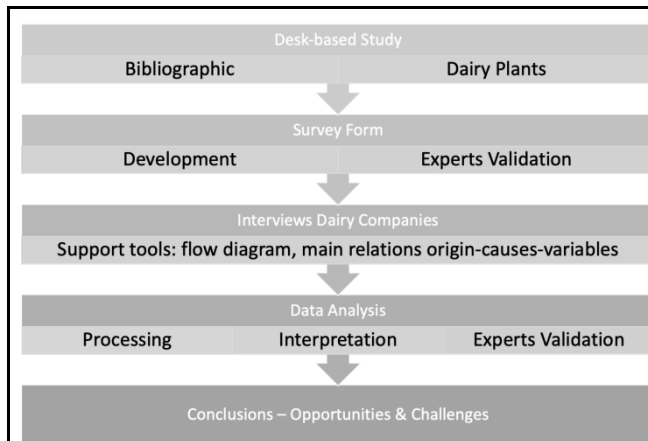 Desk-based Study
Bibliographic Dairy Plants
Survey Form
Development Experts Validation
Interviews Dairy Companies
Support tools: flow diagram, main relations origin-causes-variables
Data Analysis
Processing Interpretation Experts Validation
Conclusions – Opportunities & Challenges